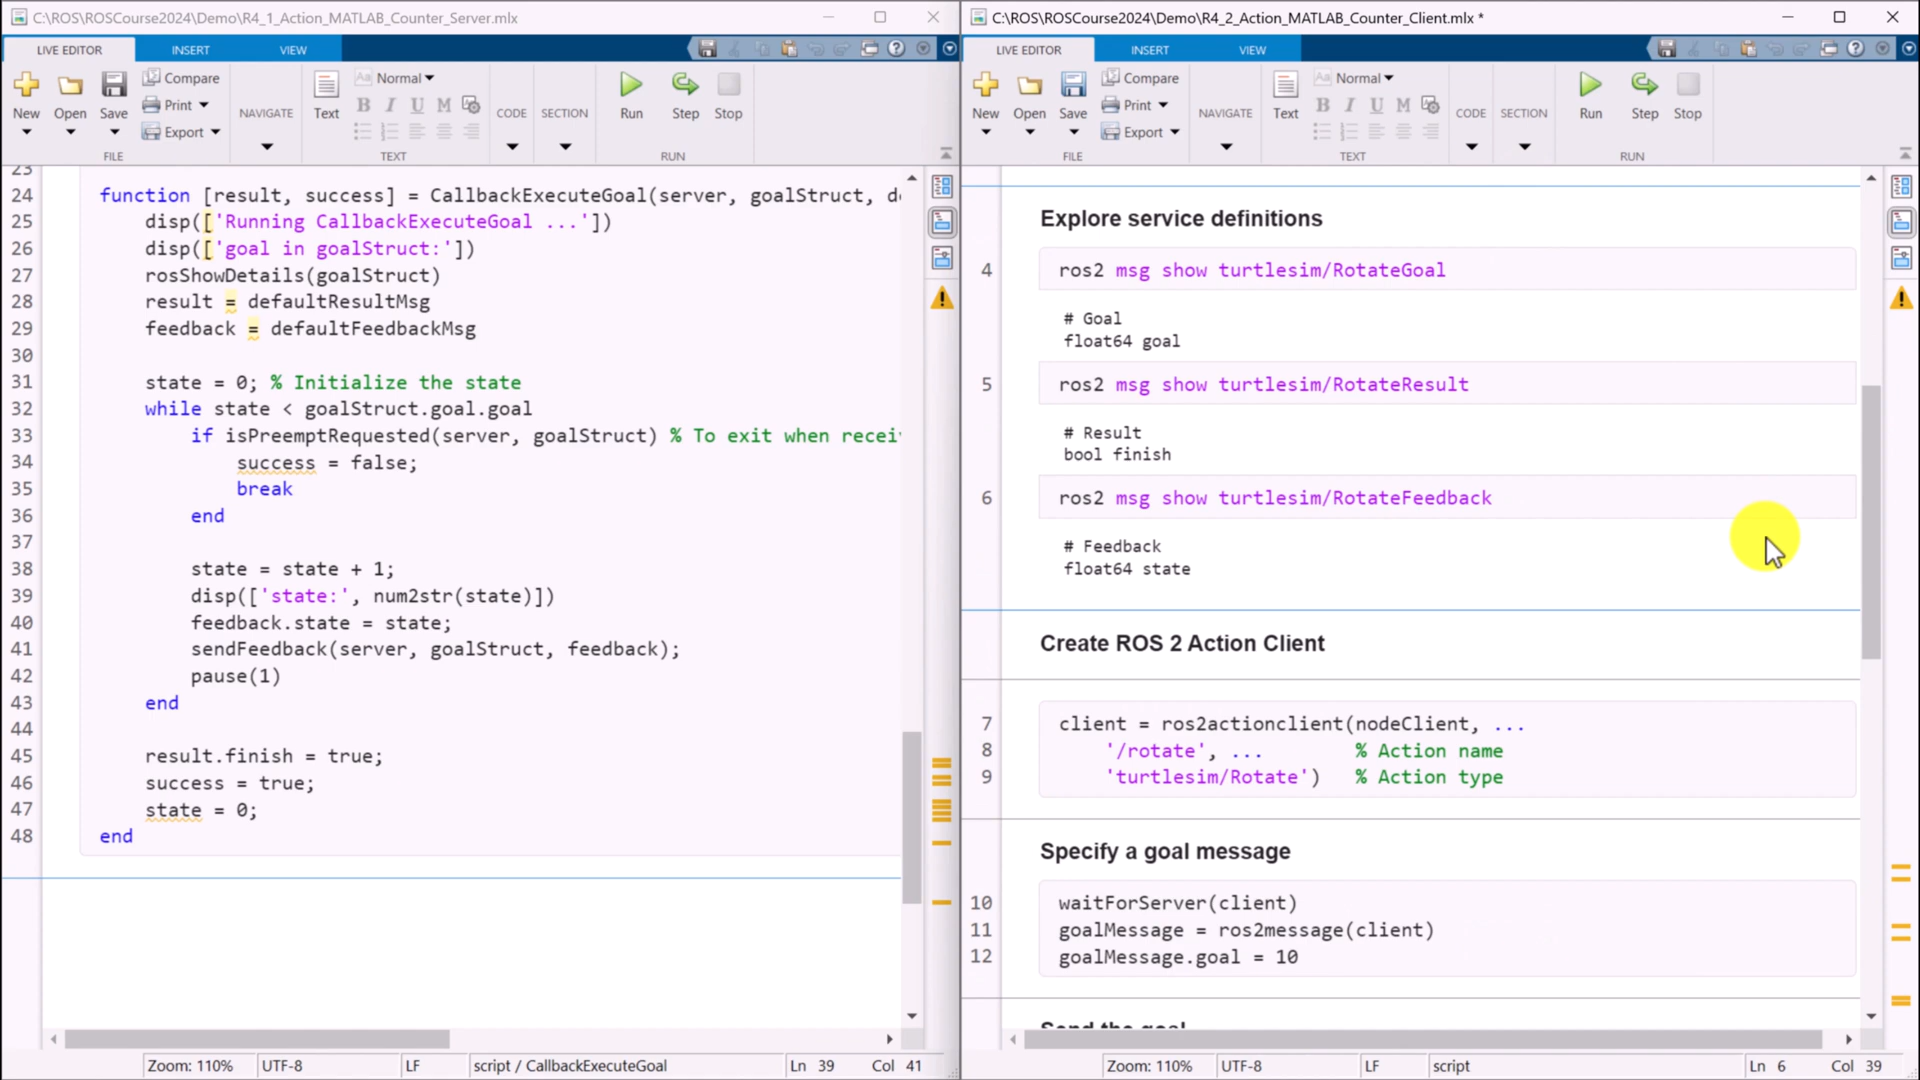 C:\ROS\ROSCourse2024\Demo\R4_1_Action_MATLAB_Counter_Server.mlx
LIVE EDITOR
INSERT
VIEW
New
Open
Save
Compare
Print
Export
FILE
NAVIGATE
Text
Aa Normal
B I U M
TEXT
CODE
SECTION
Run
Step
Stop
RUN
23
24 function [result, success] = CallbackExecuteGoal(server, goalStruct, de
25 disp(['Running CallbackExecuteGoal ...'])
26 disp(['goal in goalStruct:'])
27 rosShowDetails(goalStruct)
28 result = defaultResultMsg
29 feedback = defaultFeedbackMsg
30
31 state = 0; % Initialize the state
32 while state < goalStruct.goal.goal
33 if isPreemptRequested(server, goalStruct) % To exit when recei
34 success = false;
35 break
36 end
37
38 state = state + 1;
39 disp(['state:', num2str(state)])
40 feedback.state = state;
41 sendFeedback(server, goalStruct, feedback);
42 pause(1)
43 end
44
45 result.finish = true;
46 success = true;
47 state = 0;
48 end
Zoom: 110%
UTF-8
LF
script / CallbackExecuteGoal
Ln 39 Col 41
C:\ROS\ROSCourse2024\Demo\R4_2_Action_MATLAB_Counter_Client.mlx *
LIVE EDITOR
INSERT
VIEW
New
Open
Save
Compare
Print
Export
FILE
NAVIGATE
Text
Aa Normal
B I U M
TEXT
CODE
SECTION
Run
Step
Stop
RUN
Explore service definitions
4 ros2 msg show turtlesim/RotateGoal
# Goal
float64 goal
5 ros2 msg show turtlesim/RotateResult
# Result
bool finish
6 ros2 msg show turtlesim/RotateFeedback
# Feedback
float64 state
Create ROS 2 Action Client
7 client = ros2actionclient(nodeClient, ...
8 '/rotate', ... % Action name
9 'turtlesim/Rotate') % Action type
Specify a goal message
10 waitForServer(client)
11 goalMessage = ros2message(client)
12 goalMessage.goal = 10
Send the goal
Zoom: 110%
UTF-8
LF
script
Ln 6 Col 39